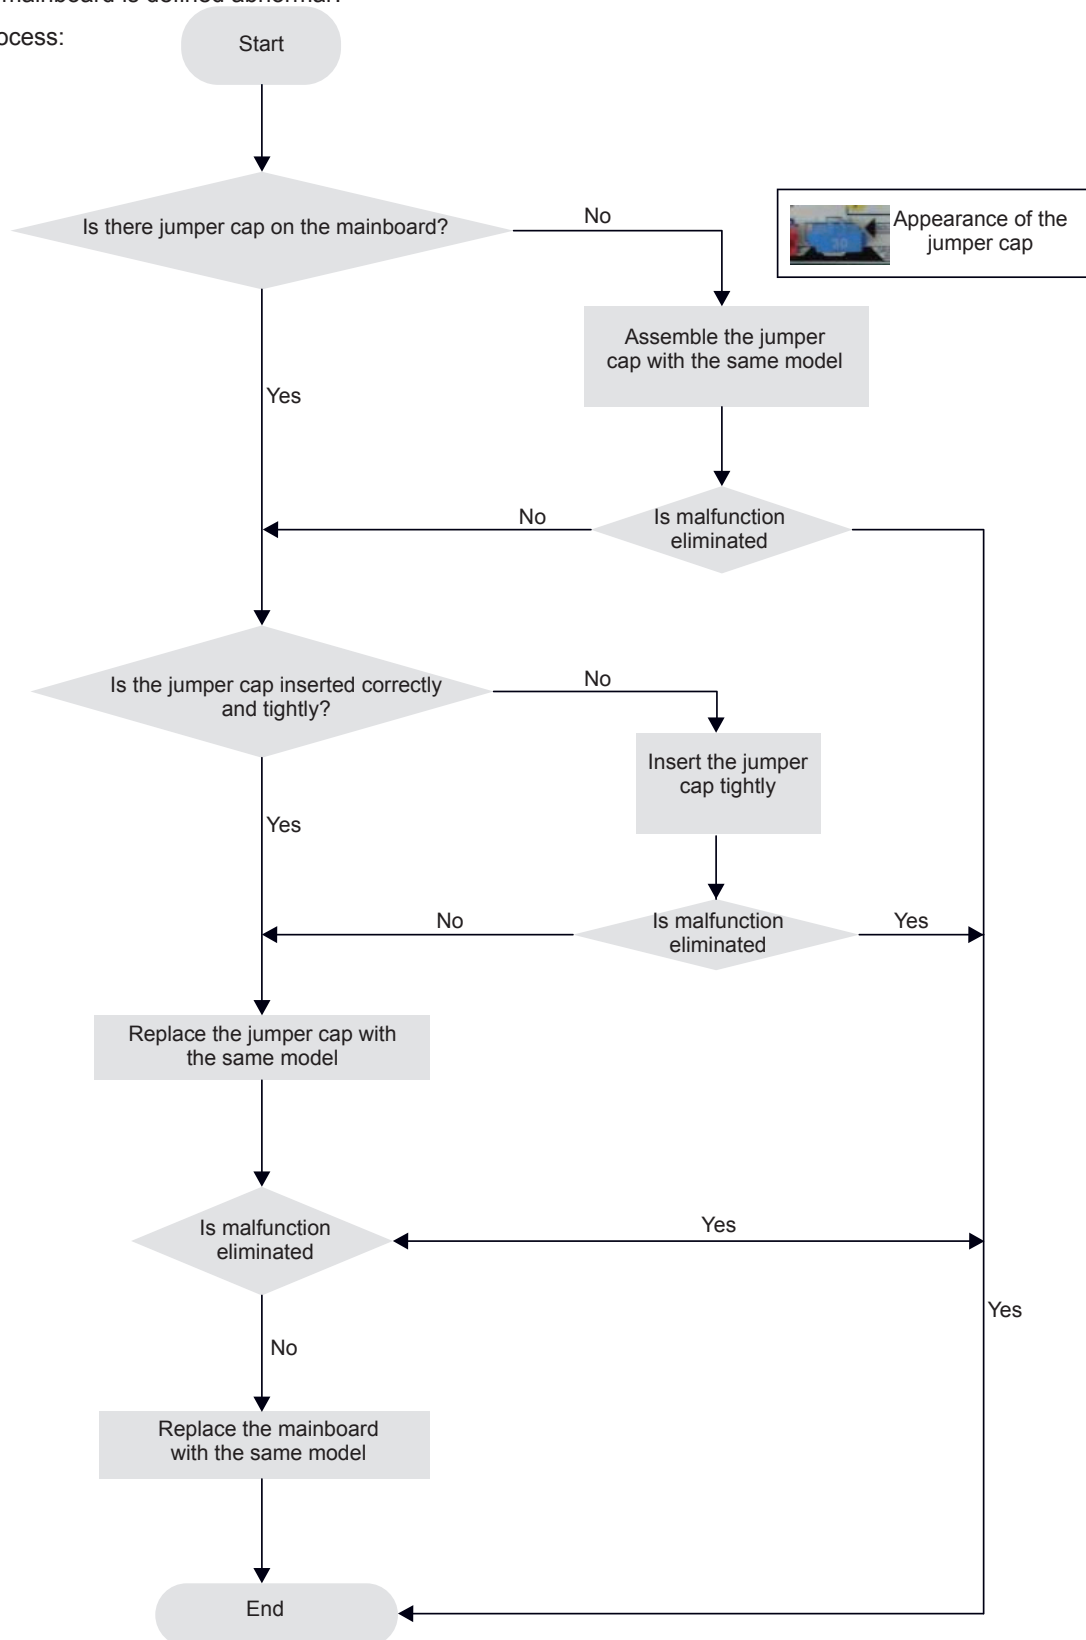 mainboard is defined abnormal.
ocess:
Start
Is there jumper cap on the mainboard?
No
Appearance of the
jumper cap
Assemble the jumper
cap with the same model
Yes
No
Is malfunction
eliminated
Is the jumper cap inserted correctly
and tightly?
No
Insert the jumper
cap tightly
Yes
No
Is malfunction
eliminated
Yes
Replace the jumper cap with
the same model
Is malfunction
eliminated
Yes
Yes
No
Replace the mainboard
with the same model
End